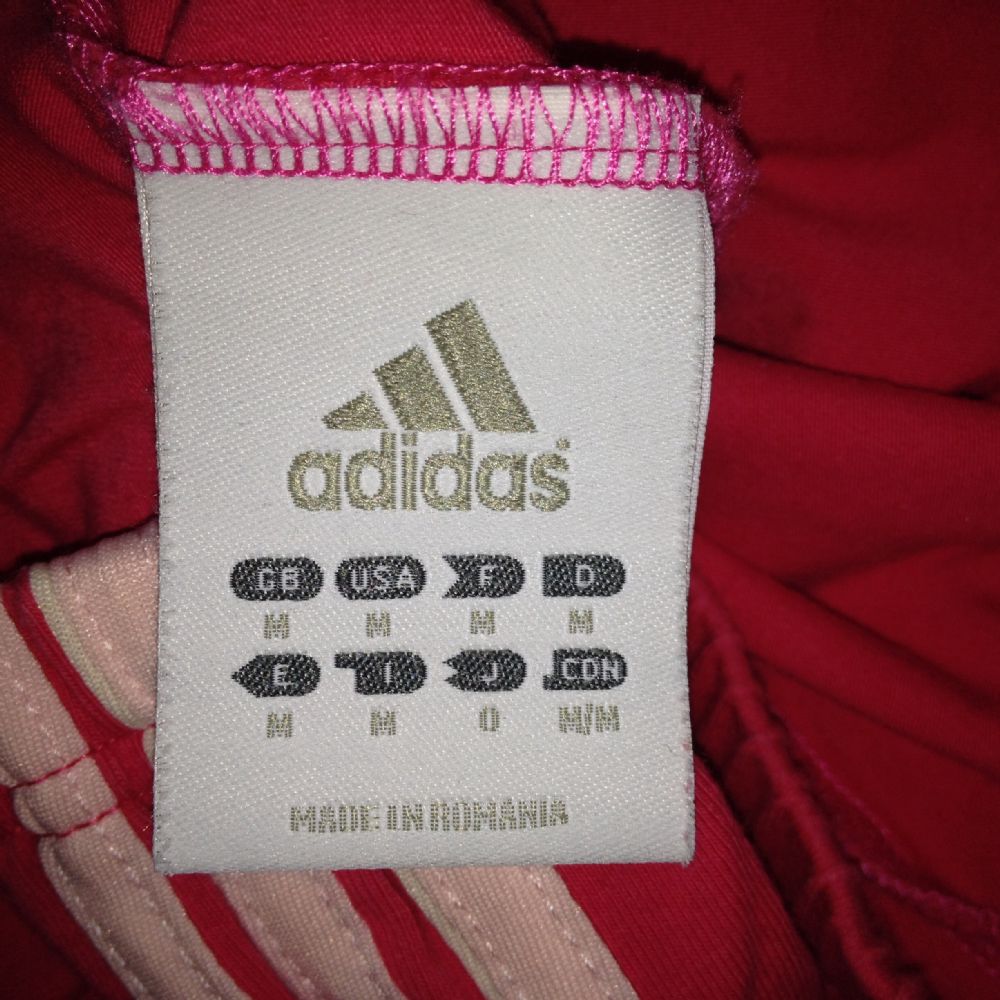 adidas
GB USA F D
M M M M
E I J CDN
M M O M/M
MADE IN ROMANIA